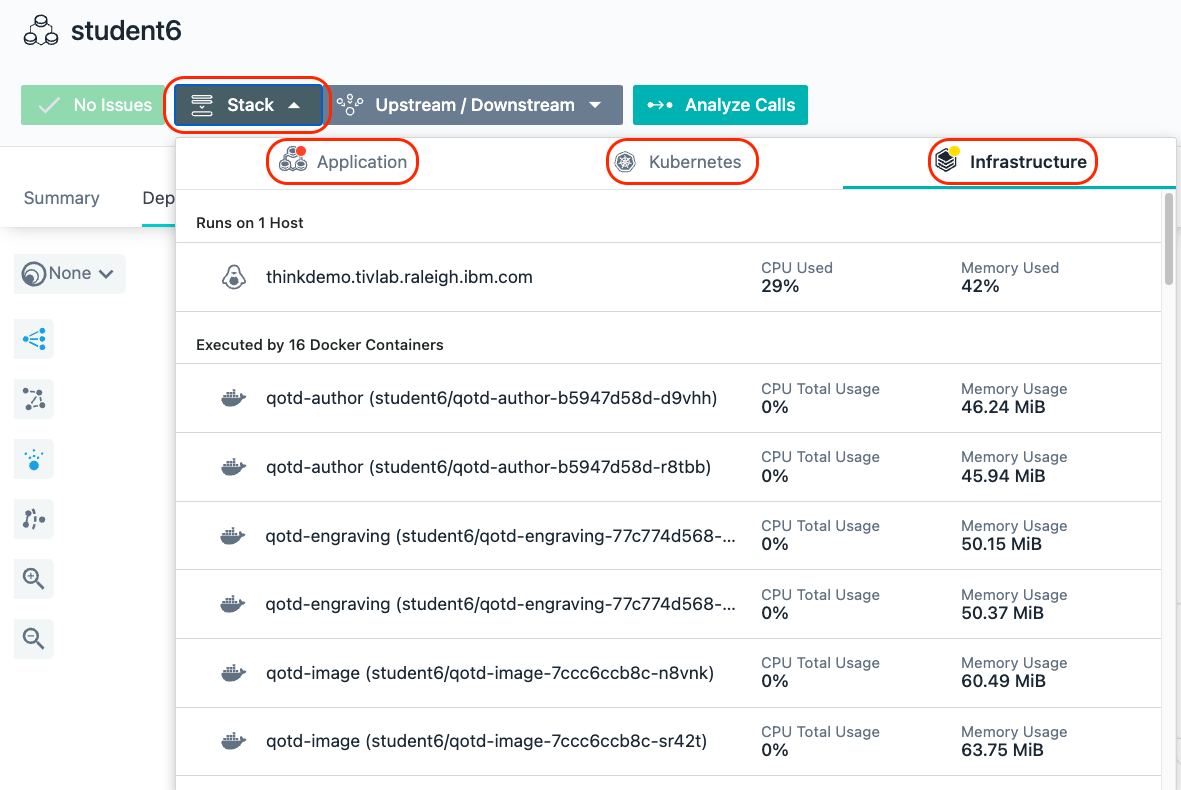 student6
No Issues
Stack
Upstream / Downstream
Analyze Calls
Application
Kubernetes
Infrastructure
Summary
Dep
None
Runs on 1 Host
thinkdemo.tivlab.raleigh.ibm.com
CPU Used
29%
Memory Used
42%
Executed by 16 Docker Containers
qotd-author (student6/qotd-author-b5947d58d-d9vhh)
CPU Total Usage
0%
Memory Usage
46.24 MiB
qotd-author (student6/qotd-author-b5947d58d-r8tbb)
CPU Total Usage
0%
Memory Usage
45.94 MiB
qotd-engraving (student6/qotd-engraving-77c774d568-...
CPU Total Usage
0%
Memory Usage
50.15 MiB
qotd-engraving (student6/qotd-engraving-77c774d568-...
CPU Total Usage
0%
Memory Usage
50.37 MiB
qotd-image (student6/qotd-image-7ccc6ccb8c-n8vnk)
CPU Total Usage
0%
Memory Usage
60.49 MiB
qotd-image (student6/qotd-image-7ccc6ccb8c-sr42t)
CPU Total Usage
0%
Memory Usage
63.75 MiB